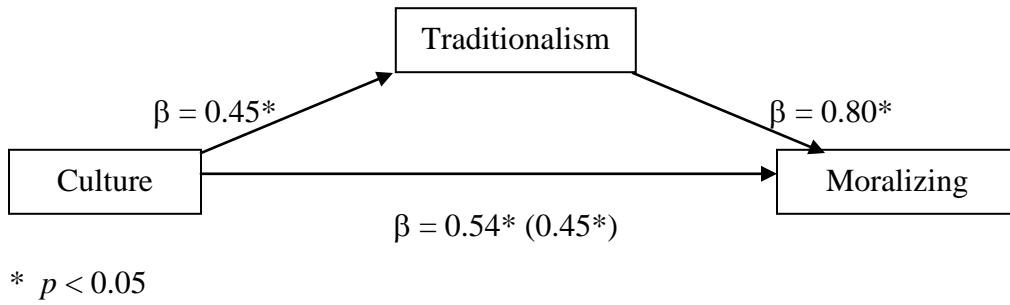 Traditionalism
β = 0.45*
β = 0.80*
Culture
Moralizing
β = 0.54* (0.45*)
* p < 0.05